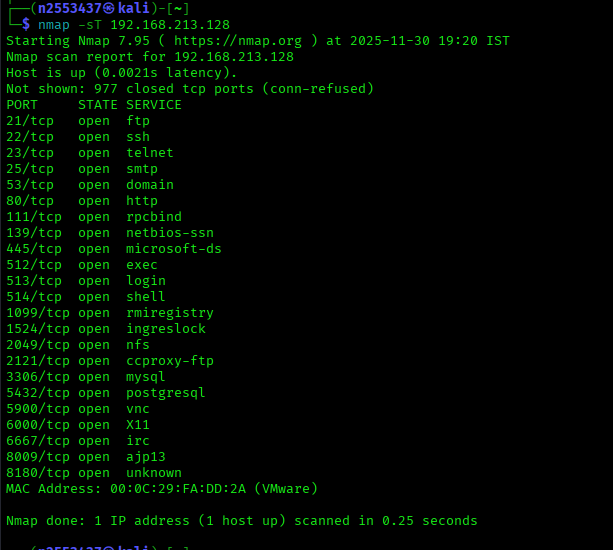 ┌──(n2553437㉿kali)-[~]
└─$ nmap -sT 192.168.213.128
Starting Nmap 7.95 ( https://nmap.org ) at 2025-11-30 19:20 IST
Nmap scan report for 192.168.213.128
Host is up (0.0021s latency).
Not shown: 977 closed tcp ports (conn-refused)
PORT     STATE SERVICE
21/tcp   open  ftp
22/tcp   open  ssh
23/tcp   open  telnet
25/tcp   open  smtp
53/tcp   open  domain
80/tcp   open  http
111/tcp  open  rpcbind
139/tcp  open  netbios-ssn
445/tcp  open  microsoft-ds
512/tcp  open  exec
513/tcp  open  login
514/tcp  open  shell
1099/tcp open  rmiregistry
1524/tcp open  ingreslock
2049/tcp open  nfs
2121/tcp open  ccproxy-ftp
3306/tcp open  mysql
5432/tcp open  postgresql
5900/tcp open  vnc
6000/tcp open  X11
6667/tcp open  irc
8009/tcp open  ajp13
8180/tcp open  unknown
MAC Address: 00:0C:29:FA:DD:2A (VMware)
Nmap done: 1 IP address (1 host up) scanned in 0.25 seconds
┌──(n2553437㉿kali)-[~]